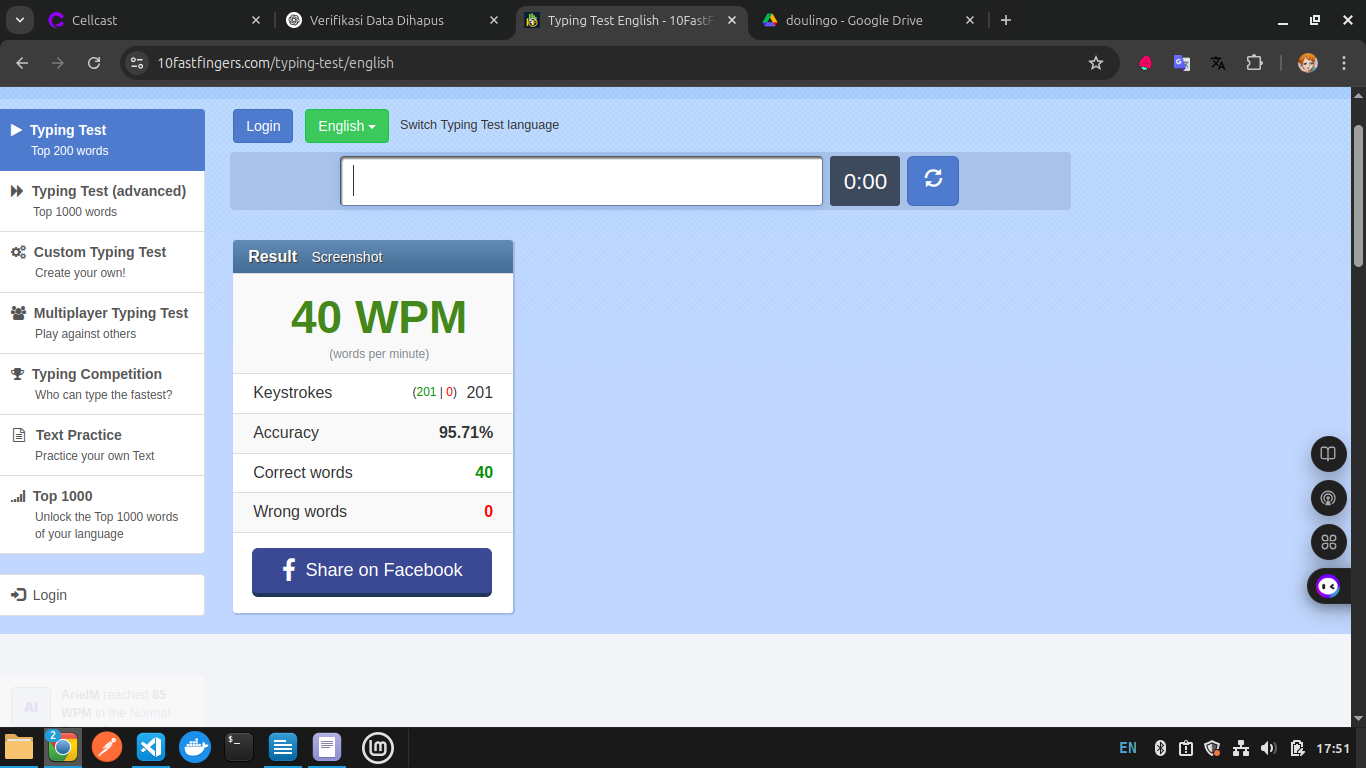 Cellcast
Verifikasi Data Dihapus
Typing Test English - 10FastF
doulingo - Google Drive
10fastfingers.com/typing-test/english
Typing Test
Top 200 words
Typing Test (advanced)
Top 1000 words
Custom Typing Test
Create your own!
Multiplayer Typing Test
Play against others
Typing Competition
Who can type the fastest?
Text Practice
Practice your own Text
Top 1000
Unlock the Top 1000 words
of your language
Login
AI
ArielM reached 85
WPM in the Normal
Login
English
Switch Typing Test language
0:00
Result Screenshot
40 WPM
(words per minute)
Keystrokes (201 | 0) 201
Accuracy 95.71%
Correct words 40
Wrong words 0
Share on Facebook
2
$_
EN
17:51